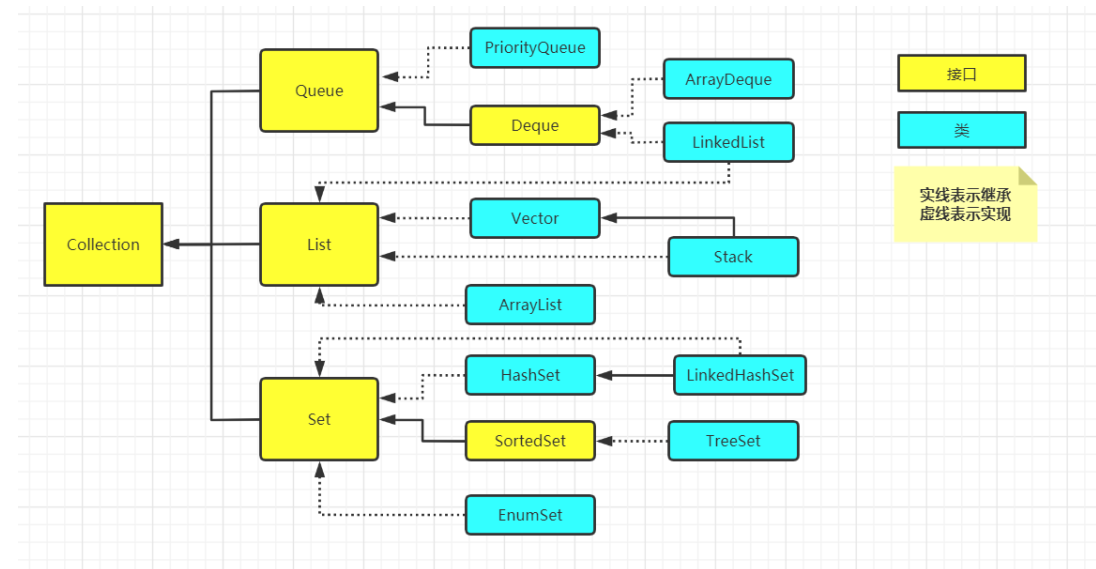 PriorityQueue
Queue
ArrayDeque
接口
Deque
LinkedList
类
实线表示继承
虚线表示实现
Collection
List
Vector
Stack
ArrayList
HashSet
LinkedHashSet
Set
SortedSet
TreeSet
EnumSet